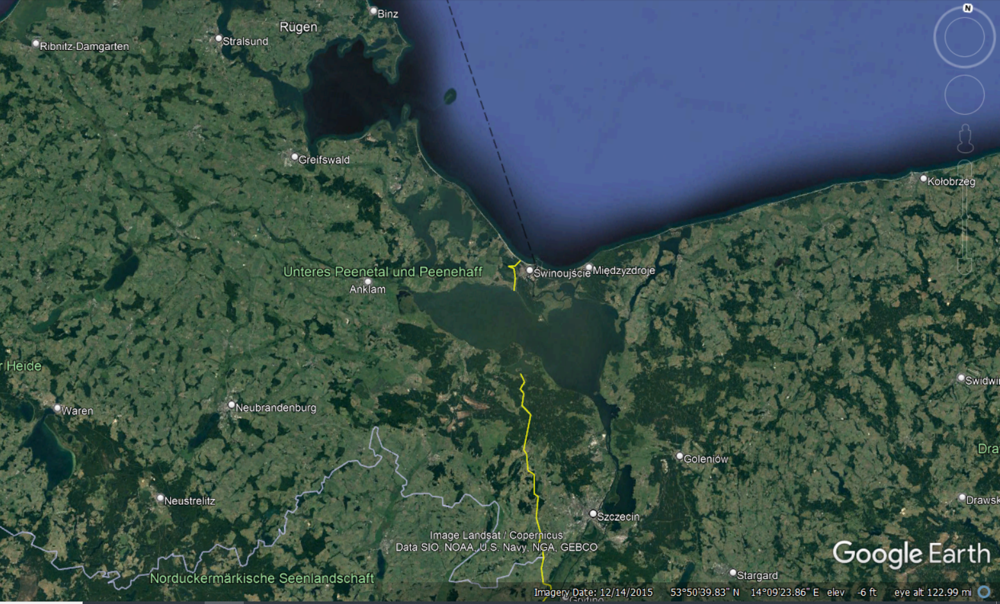 Binz
Rügen
Stralsund
Ribnitz-Damgarten
N
Greifswald
Kołobrzeg
Unteres Peenetal und Peenehaff
Anklam
Świnoujście
Międzyzdroje
r Heide
Świdwi
Waren
Neubrandenburg
Dra
Goleniów
Neustrelitz
Drawsk
Szczecin
Image Landsat / Copernicus
Data SIO, NOAA, U.S. Navy, NGA, GEBCO
Google Earth
Norduckermärkische Seenlandschaft
Stargard
Imagery Date: 12/14/2015 53°50'39.83" N 14°09'23.86" E elev -6 ft eye alt 122.99 mi
Gryfino